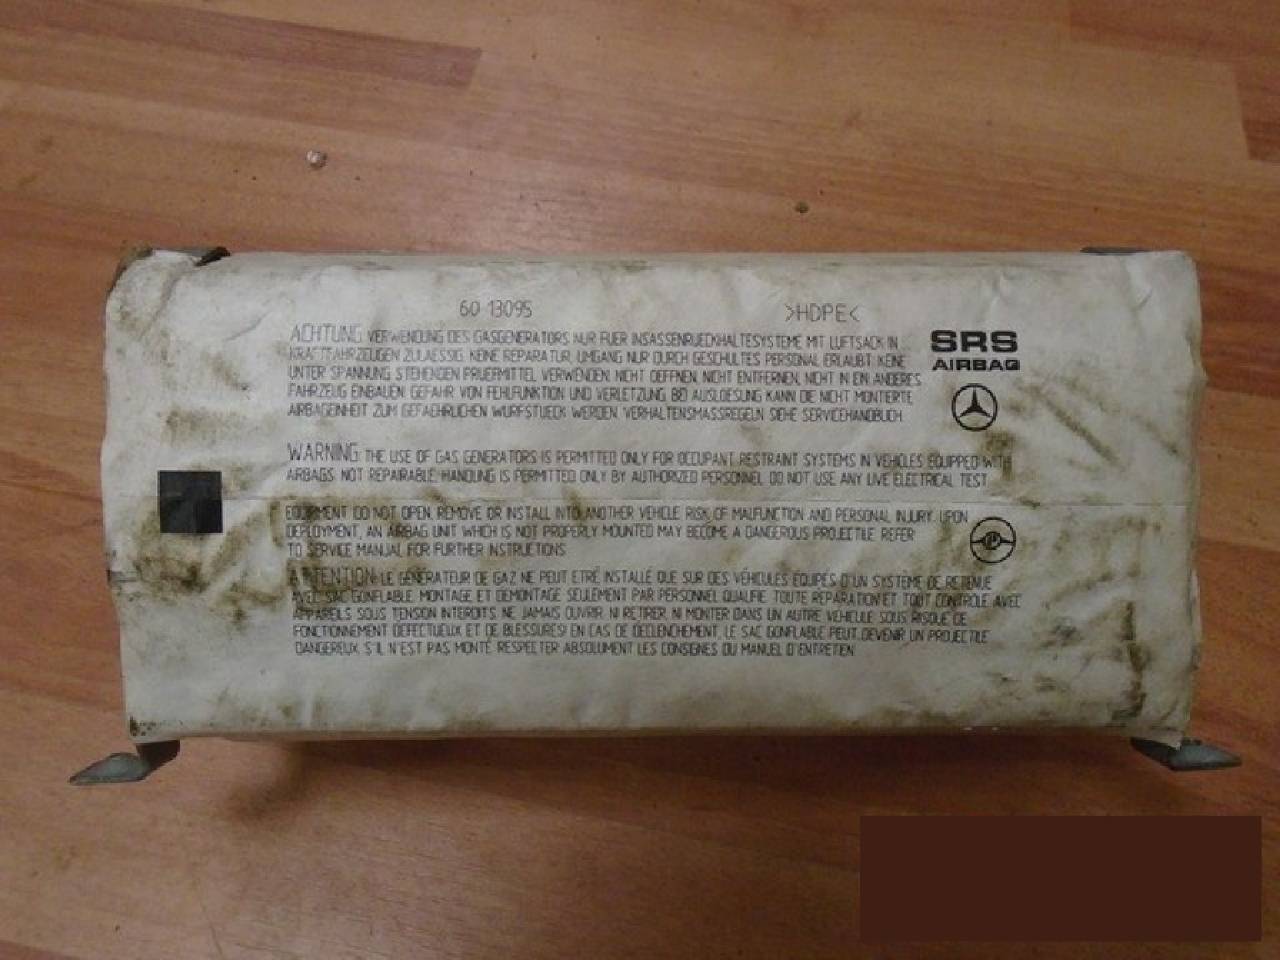 60 13095
>HDPE<
ACHTUNG: VERWENDUNG DES GASGENERATORS NUR FUER INSASSENRUECKHALTESYSTEME MIT LUFTSACK IN
KRAFTFAHRZEUGEN ZULAESSIG. KEINE REPARATUR, UMGANG NUR DURCH GESCHULTES PERSONAL ERLAUBT. KEINE
UNTER SPANNUNG STEHENDEN PRUEFMITTEL VERWENDEN. NICHT OEFFNEN, NICHT ENTFERNEN, NICHT IN EIN ANDERES
FAHRZEUG EINBAUEN. GEFAHR VON FEHLFUNKTION UND VERLETZUNG. BEI AUSLOESUNG KANN DIE NICHT MONTIERTE
AIRBAGEINHEIT ZUM GEFAEHRLICHEN WURFSTUECK WERDEN. VERHALTENSMASSREGELN SIEHE SERVICEHANDBUCH.
SRS
AIRBAG
WARNING: THE USE OF GAS GENERATORS IS PERMITTED ONLY FOR OCCUPANT RESTRAINT SYSTEMS IN VEHICLES EQUIPPED WITH
AIRBAGS. NOT REPAIRABLE. HANDLING IS PERMITTED ONLY BY AUTHORIZED PERSONNEL. DO NOT USE ANY LIVE ELECTRICAL TEST
EQUIPMENT. DO NOT OPEN, REMOVE OR INSTALL INTO ANOTHER VEHICLE. RISK OF MALFUNCTION AND PERSONAL INJURY. UPON
DEPLOYMENT, AN AIRBAG UNIT WHICH IS NOT PROPERLY MOUNTED MAY BECOME A DANGEROUS PROJECTILE. REFER
TO SERVICE MANUAL FOR FURTHER INSTRUCTIONS.
ATTENTION: LE GÉNÉRATEUR DE GAZ NE PEUT ETRÉ INSTALLÉ QUE SUR DES VÉHICULES ÉQUIPÉS D'UN SYSTÈME DE RETENUE
AVEC SAC GONFLABLE. MONTAGE ET DEMONTAGE SEULEMENT PAR PERSONNEL QUALIFIÉ. TOUTE REPARATION ET TOUT CONTROLE AVEC
APPAREILS SOUS TENSION INTERDITS. NE JAMAIS OUVRIR, NI RETIRER, NI MONTER DANS UN AUTRE VEHICULE SOUS RISQUE DE
FONCTIONNEMENT DEFECTUEUX ET DE BLESSURES! EN CAS DE DECLENCHEMENT, LE SAC GONFLABLE PEUT DEVENIR UN PROJECTILE
DANGEREUX S'IL N'EST PAS MONTÉ. RESPECTER ABSOLUMENT LES CONSIGNES DU MANUEL D'ENTRETIEN.